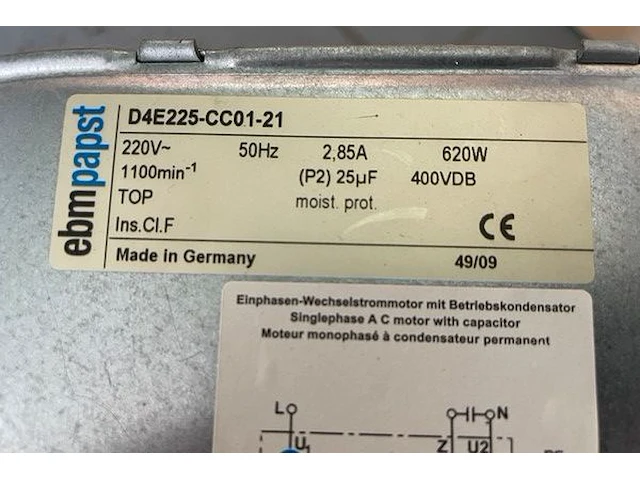 ebmpapst
D4E225-CC01-21
220V~ 50Hz 2,85A 620W
1100min⁻¹ (P2) 25µF 400VDB
TOP moist. prot.
Ins.Cl.F CE
Made in Germany 49/09
Einphasen-Wechselstrommotor mit Betriebskondensator
Singlephase A C motor with capacitor
Moteur monophasé à condensateur permanent
L N
U1 Z U2